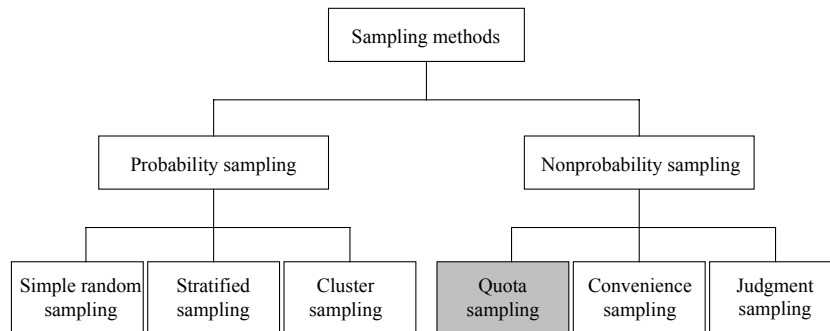 Sampling methods
Probability sampling
Nonprobability sampling
Simple random
sampling
Stratified
sampling
Cluster
sampling
Quota
sampling
Convenience
sampling
Judgment
sampling